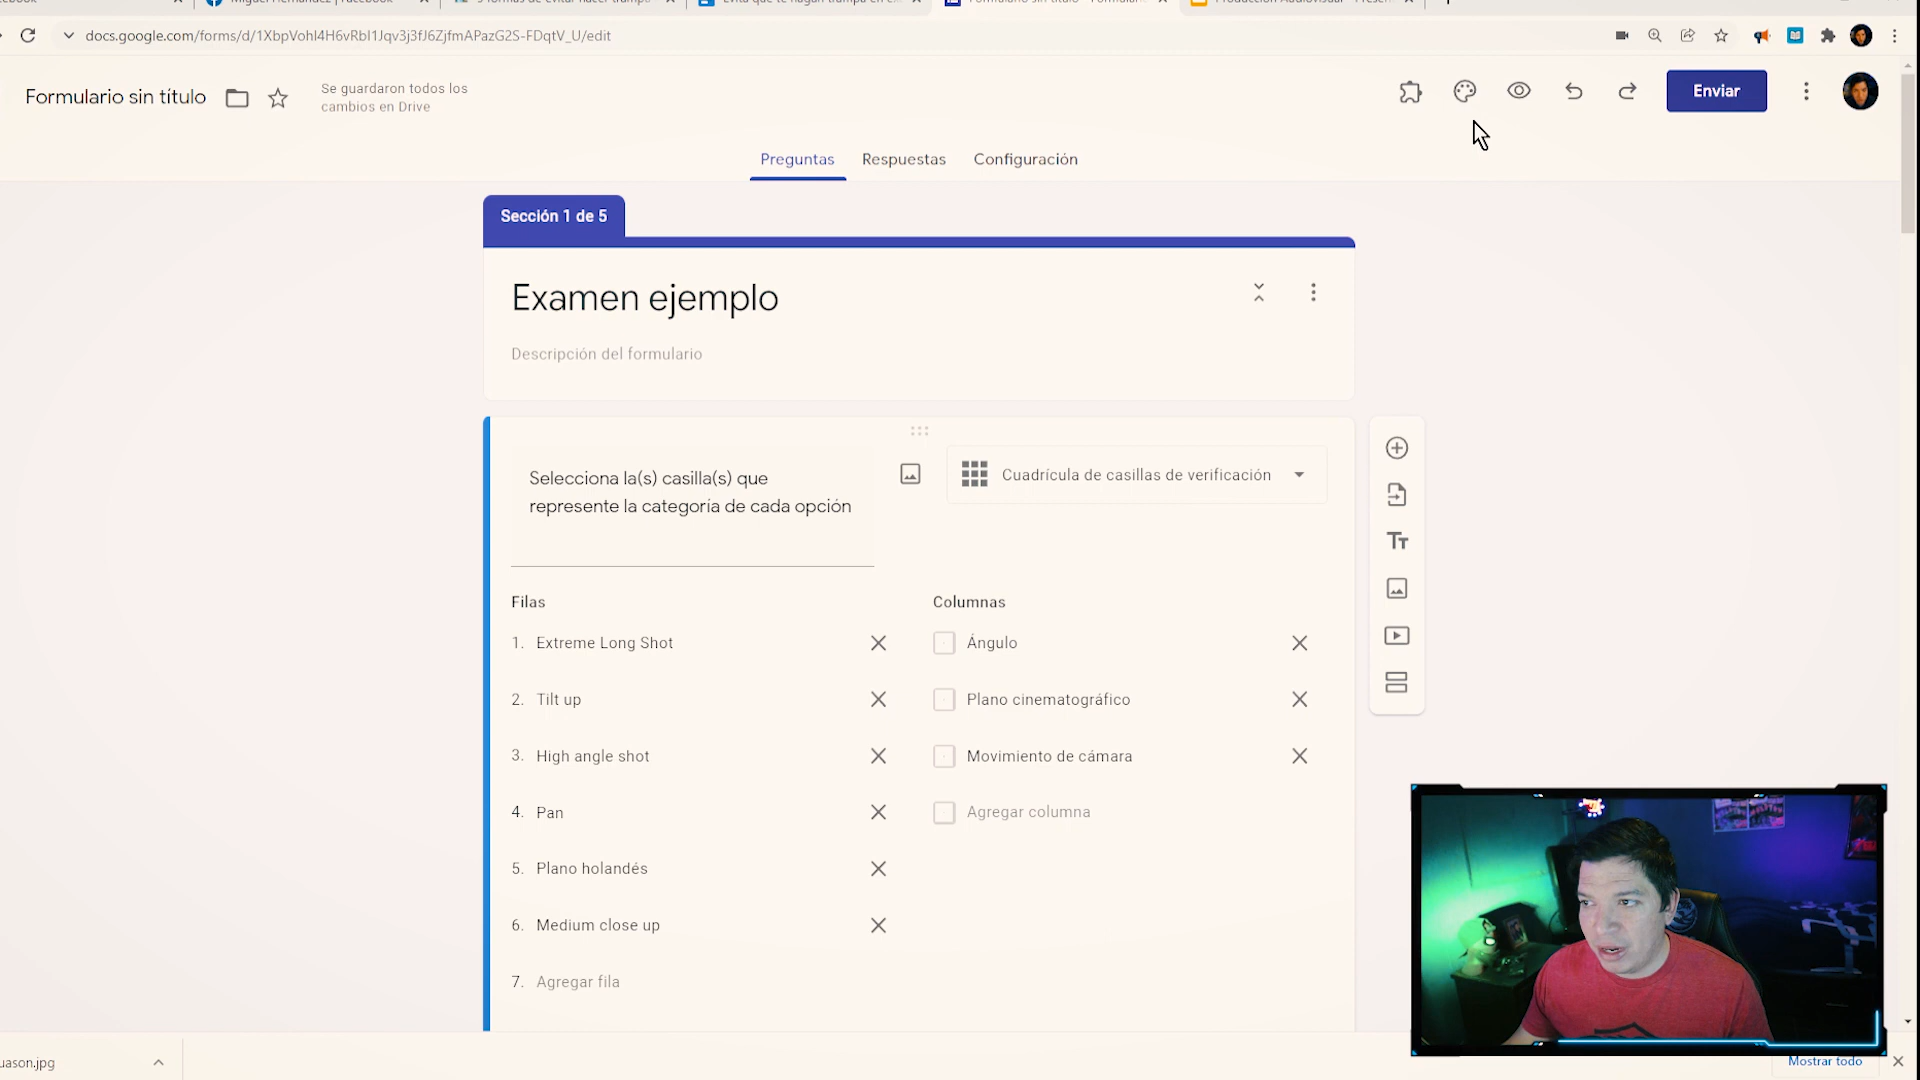 docs.google.com/forms/d/1XbpVohl4H6vRbI1Jqv3j3fJ6ZjfmAPazG2S-FDqtV_U/edit
Formulario sin título
Se guardaron todos los
cambios en Drive
Enviar
Preguntas
Respuestas
Configuración
Sección 1 de 5
Examen ejemplo
Descripción del formulario
Selecciona la(s) casilla(s) que
represente la categoría de cada opción
Cuadrícula de casillas de verificación
Filas
Columnas
1. Extreme Long Shot
Ángulo
2. Tilt up
Plano cinematográfico
3. High angle shot
Movimiento de cámara
4. Pan
Agregar columna
5. Plano holandés
6. Medium close up
7. Agregar fila
uason.jpg
Mostrar todo